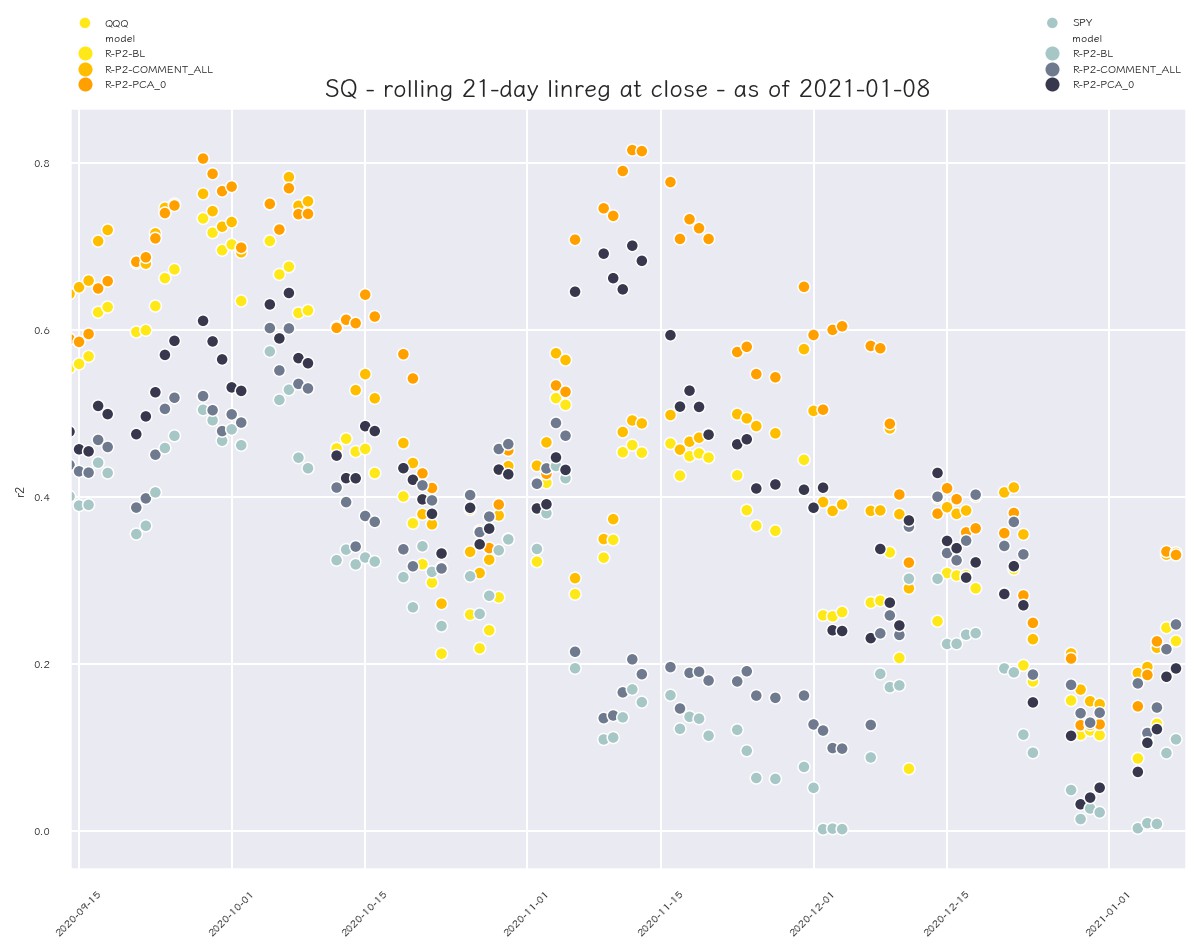 QQQ
model
R-P2-BL
R-P2-COMMENT_ALL
R-P2-PCA_0
SPY
model
R-P2-BL
R-P2-COMMENT_ALL
R-P2-PCA_0
SQ - rolling 21-day linreg at close - as of 2021-01-08
0.8
0.6
0.4
0.2
0.0
r2
2020-09-15
2020-10-01
2020-10-15
2020-11-01
2020-11-15
2020-12-01
2020-12-15
2021-01-01